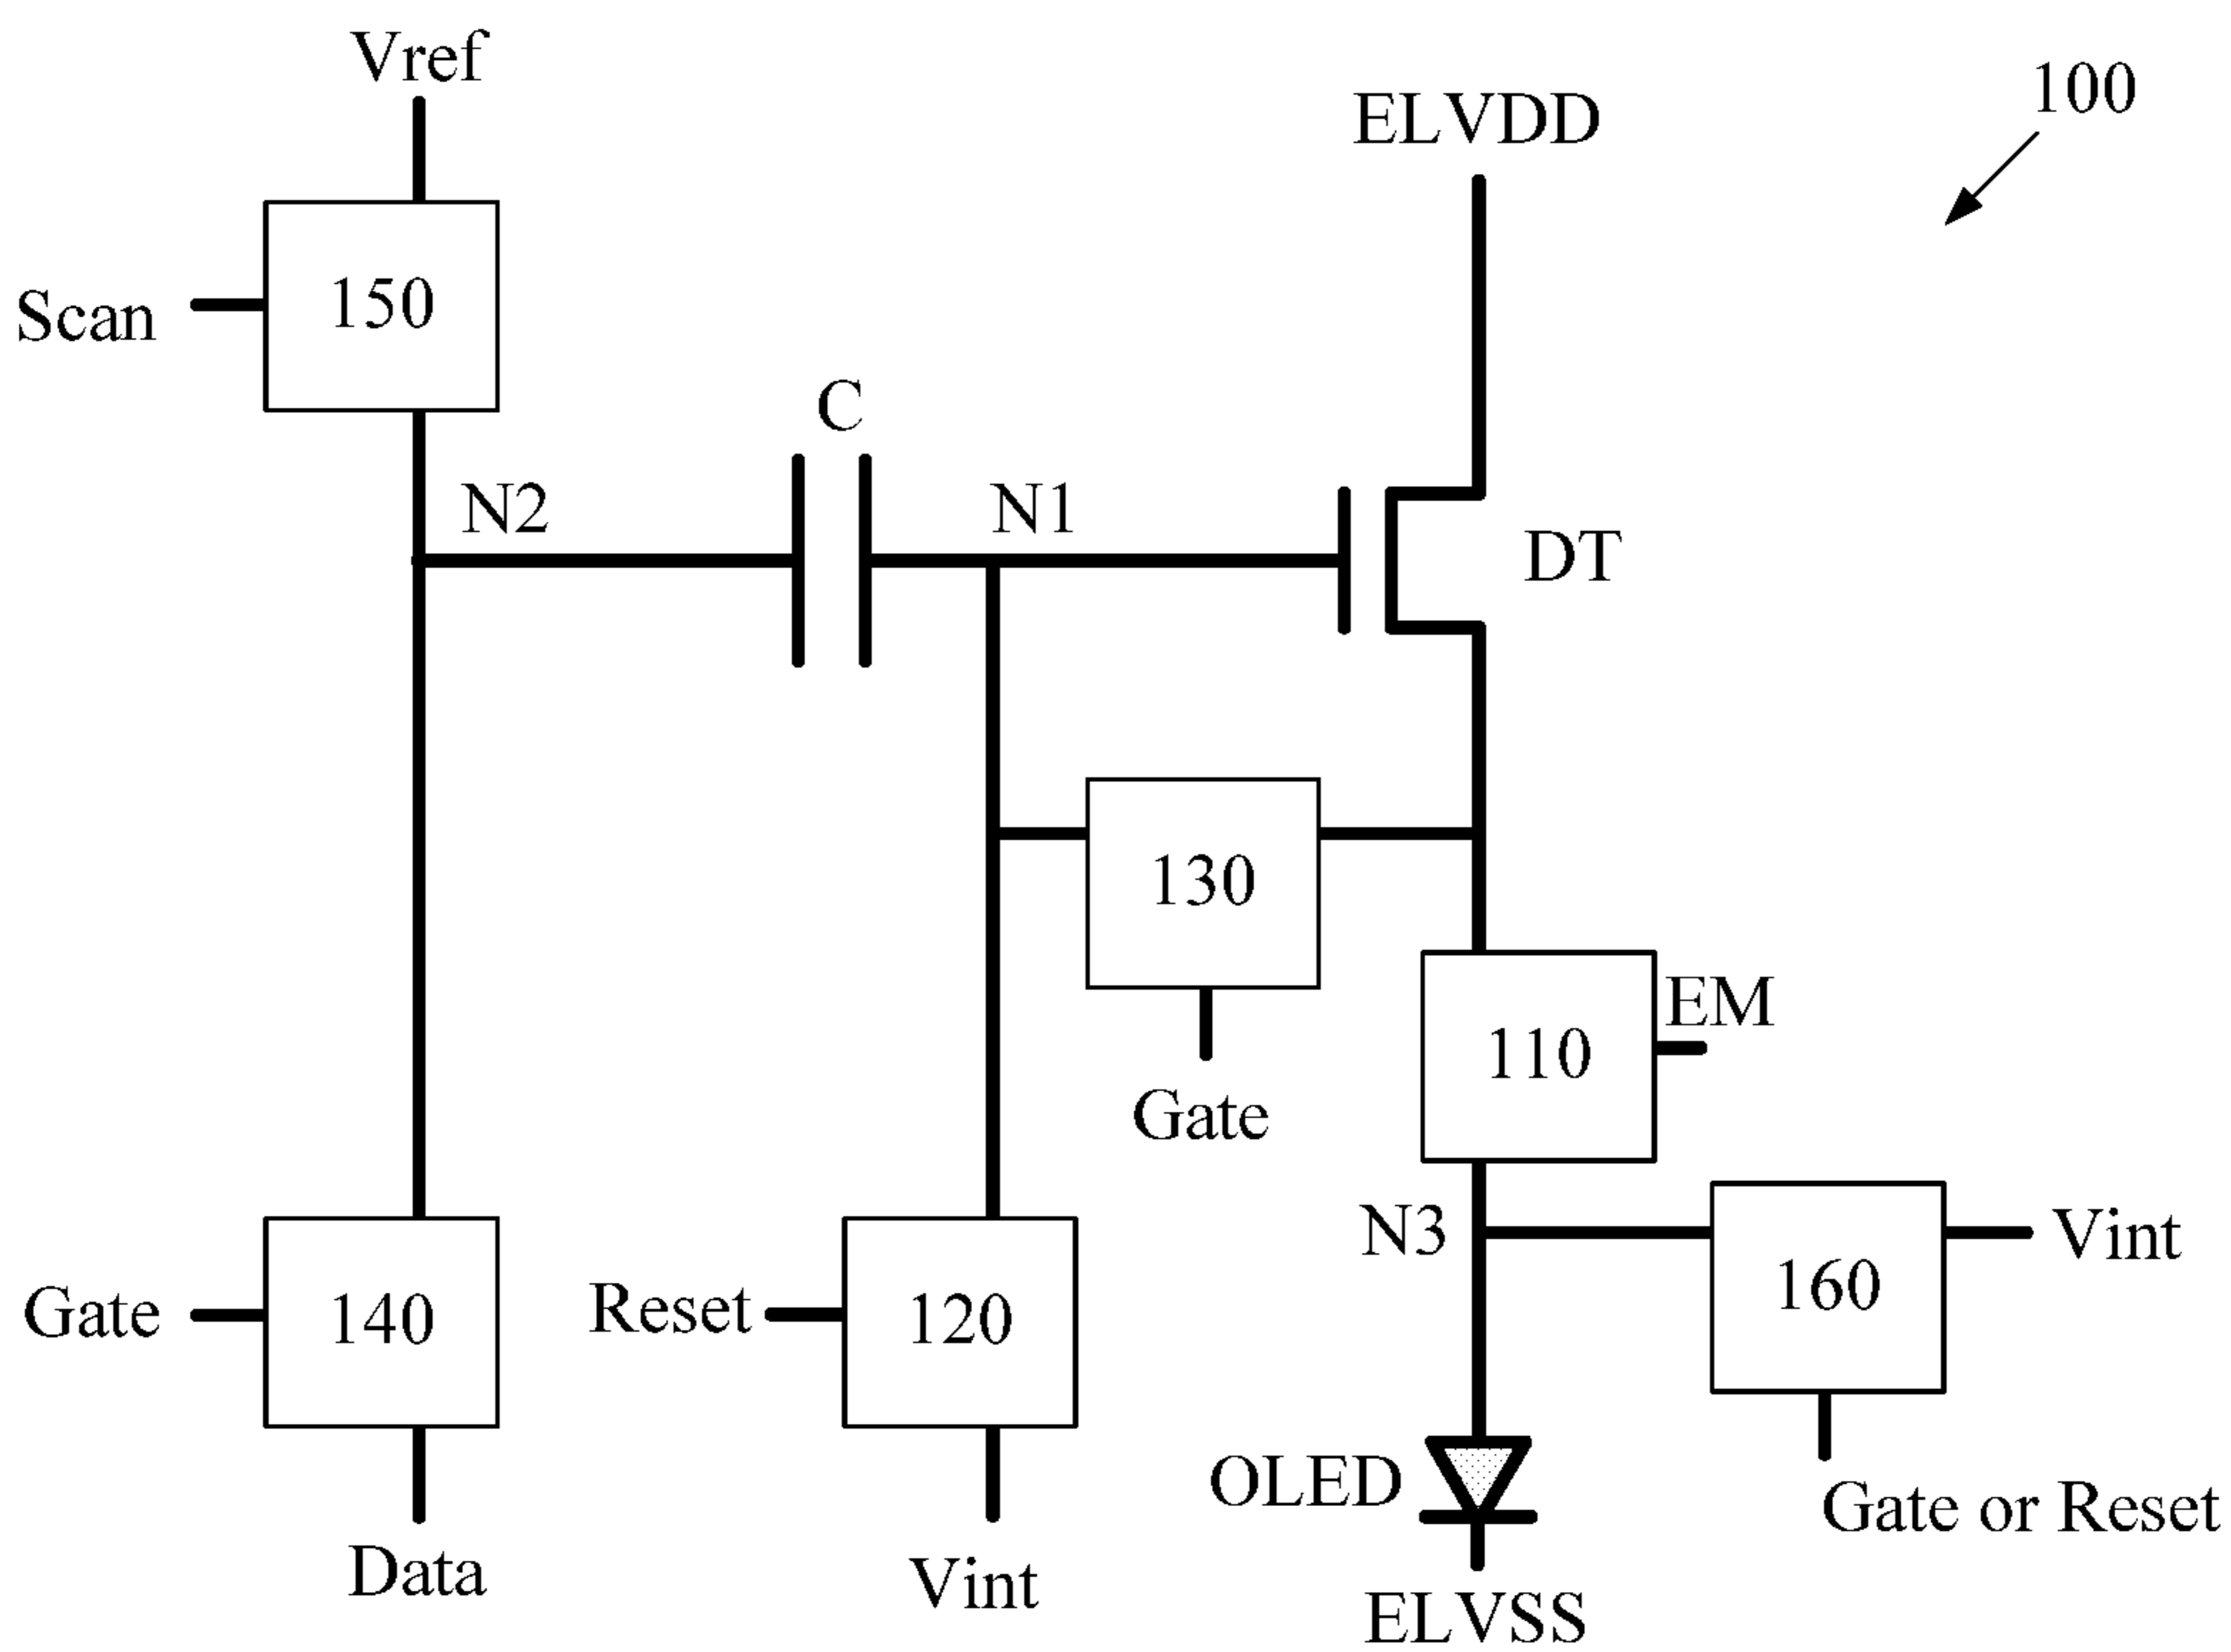 Vref
ELVDD
100
Scan
150
C
N2
N1
DT
130
EM
110
Gate
N3
Vint
160
Gate
140
Reset
120
OLED
Gate or Reset
Data
Vint
ELVSS